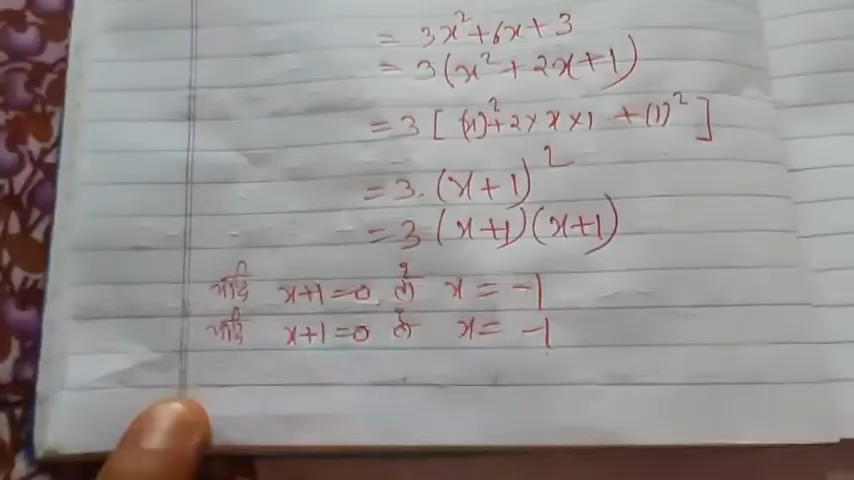 = 3x² + 6x + 3
= 3(x² + 2x + 1)
= 3[(x)² + 2 × x × 1 + (1)²]
= 3.(x+1)²
= 3(x+1)(x+1)
यदि x+1=0 तो x = -1
यदि x+1=0 तो x = -1